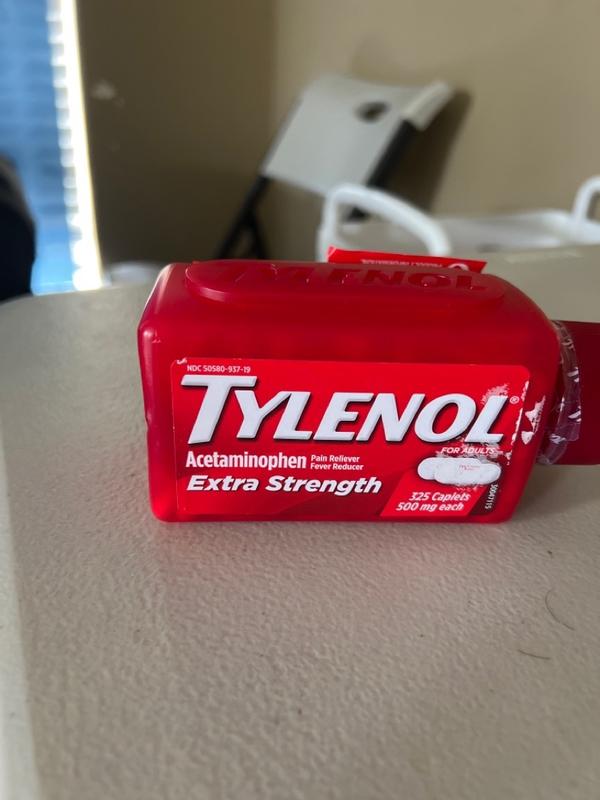 TYLENOL
NDC 50580-937-19
TYLENOL®
FOR ADULTS
Acetaminophen
Pain Reliever
Fever Reducer
Extra Strength
325 Caplets
500 mg each